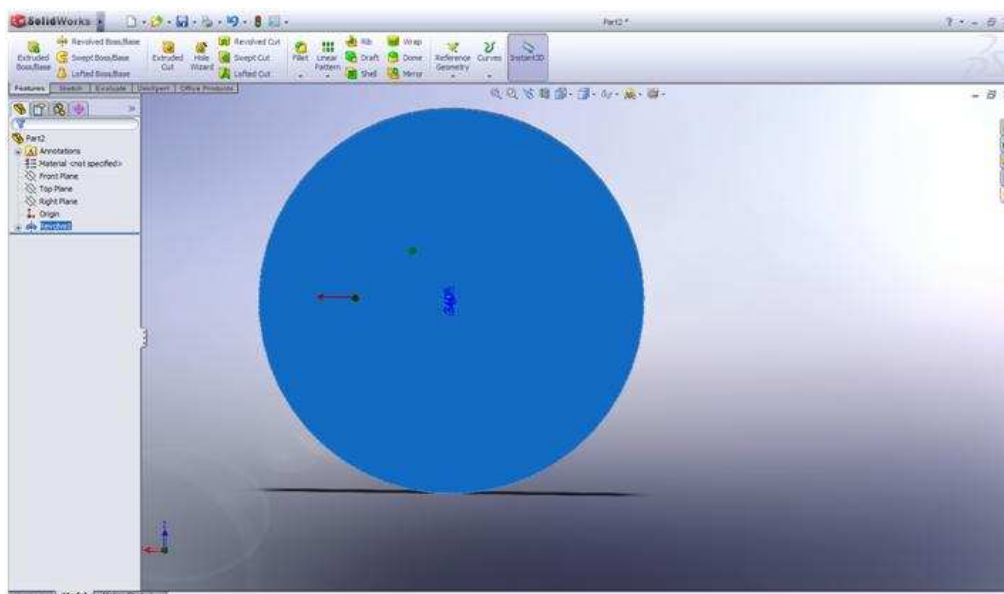 SolidWorks
Part2 *
Extruded Boss/Base
Revolved Boss/Base
Swept Boss/Base
Lofted Boss/Base
Extruded Cut
Hole Wizard
Revolved Cut
Swept Cut
Lofted Cut
Fillet
Linear Pattern
Rib
Draft
Shell
Wrap
Dome
Mirror
Reference Geometry
Curves
Instant3D
Features
Sketch
Evaluate
DimXpert
Office Products
Part2
Annotations
Material <not specified>
Front Plane
Top Plane
Right Plane
Origin
Model